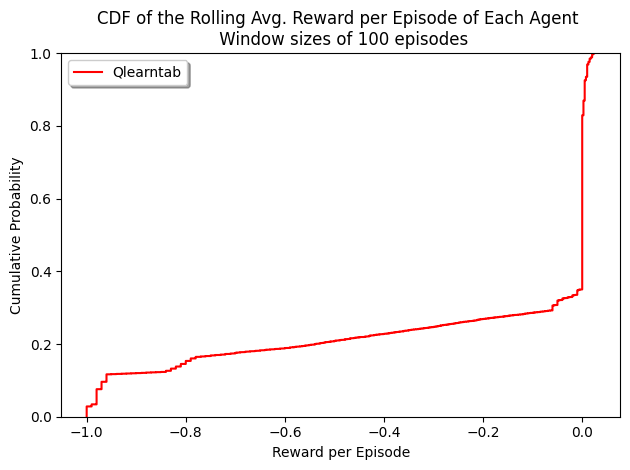 CDF of the Rolling Avg. Reward per Episode of Each Agent
Window sizes of 100 episodes
Qlearntab
Cumulative Probability
1.0
0.8
0.6
0.4
0.2
0.0
−1.0 −0.8 −0.6 −0.4 −0.2 0.0
Reward per Episode